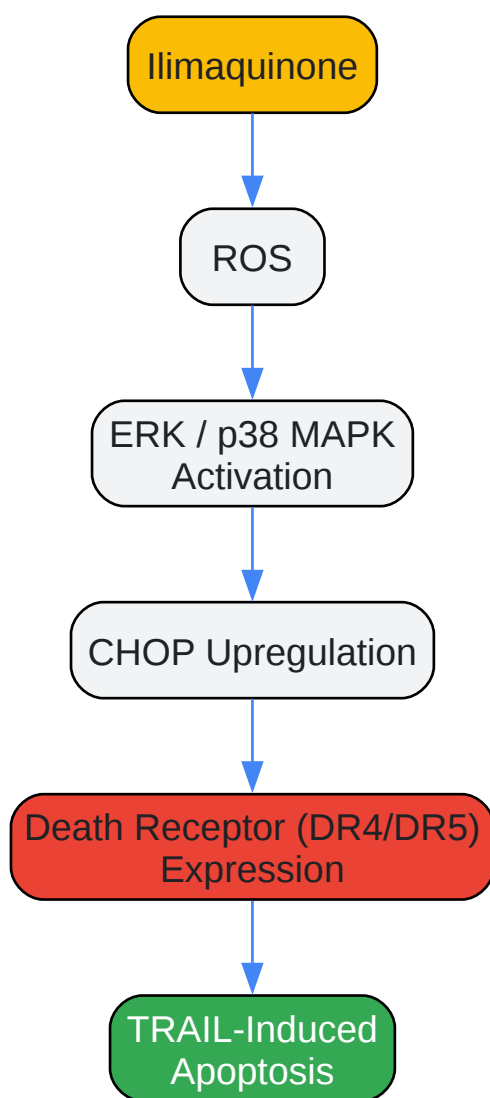 Ilimaquinone
ROS
ERK / p38 MAPK
Activation
CHOP Upregulation
Death Receptor (DR4/DR5)
Expression
TRAIL-Induced
Apoptosis